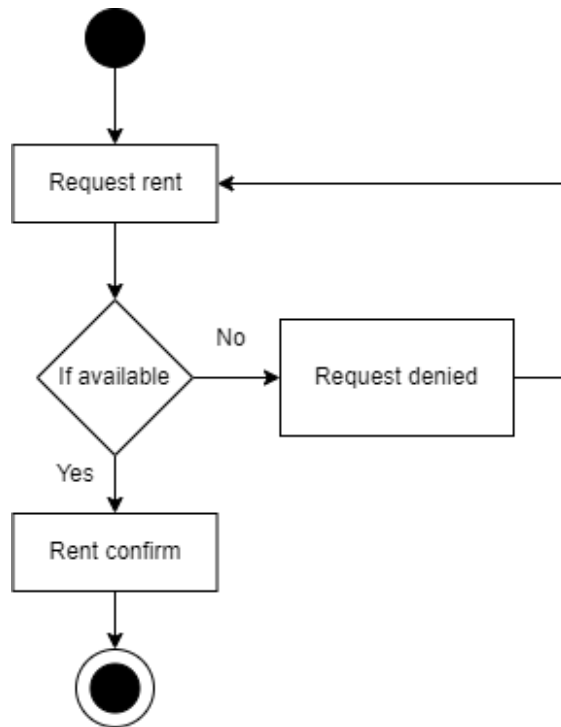 Request rent
If available
No
Request denied
Yes
Rent confirm